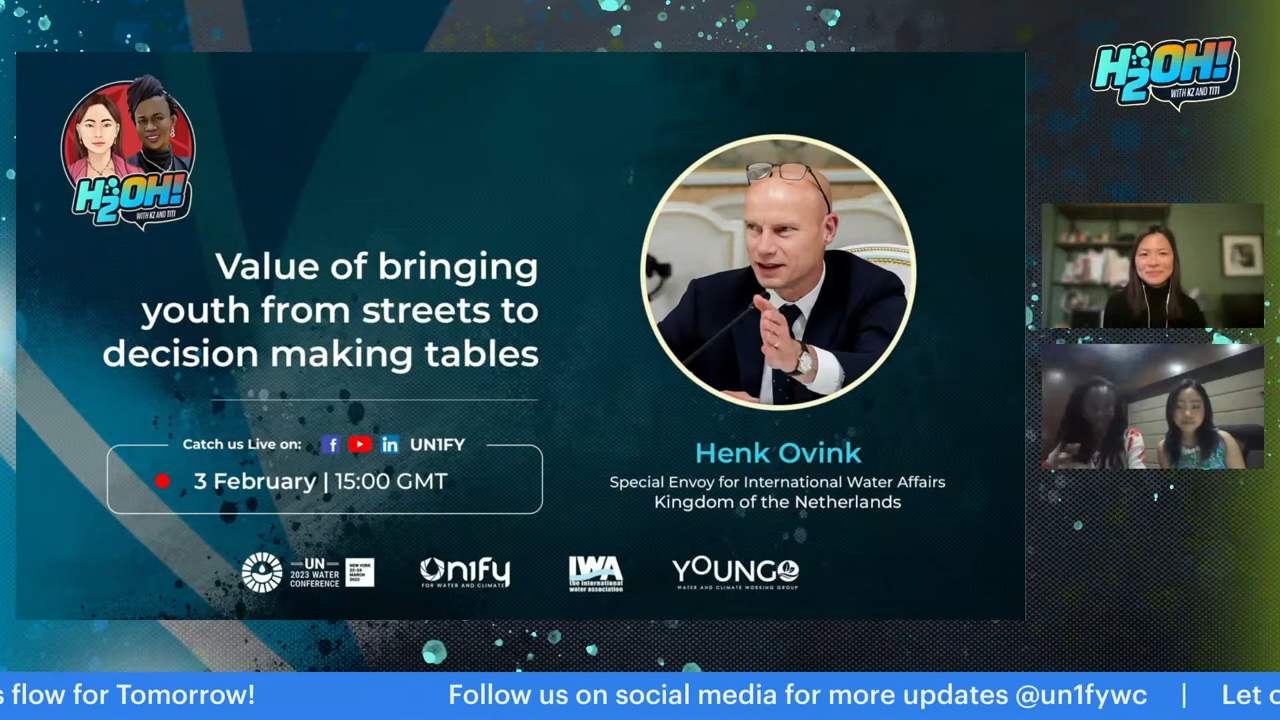 H2OH!
WITH KZ AND TITI
H2OH!
WITH KZ AND TITI
Value of bringing
youth from streets to
decision making tables
Catch us Live on: f in UN1FY
3 February | 15:00 GMT
Henk Ovink
Special Envoy for International Water Affairs
Kingdom of the Netherlands
UN
2023 WATER
CONFERENCE
NEW YORK
22-24
MARCH
2023
Un1fy
FOR WATER AND CLIMATE
IWA
the international
water association
YOUNGO
WATER AND CLIMATE WORKING GROUP
s flow for Tomorrow! Follow us on social media for more updates @un1fywc | Let o